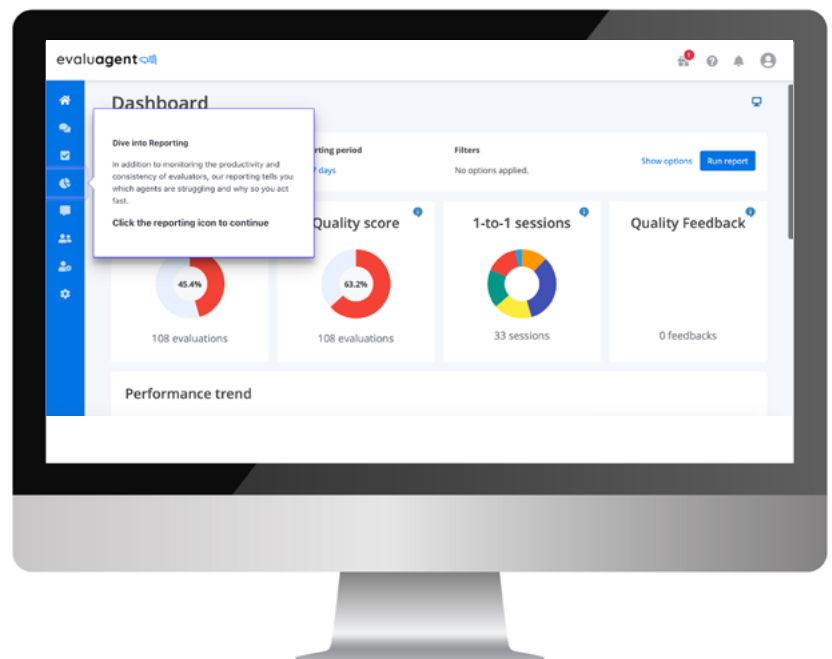 evaluagent
1
Dashboard
Dive into Reporting
In addition to monitoring the productivity and
consistency of evaluators, our reporting tells you
which agents are struggling and why so you act
fast.
Click the reporting icon to continue
rting period
days
Filters
No options applied.
Show options
Run report
Quality score
1-to-1 sessions
Quality Feedback
45.4%
63.2%
108 evaluations
108 evaluations
33 sessions
0 feedbacks
Performance trend